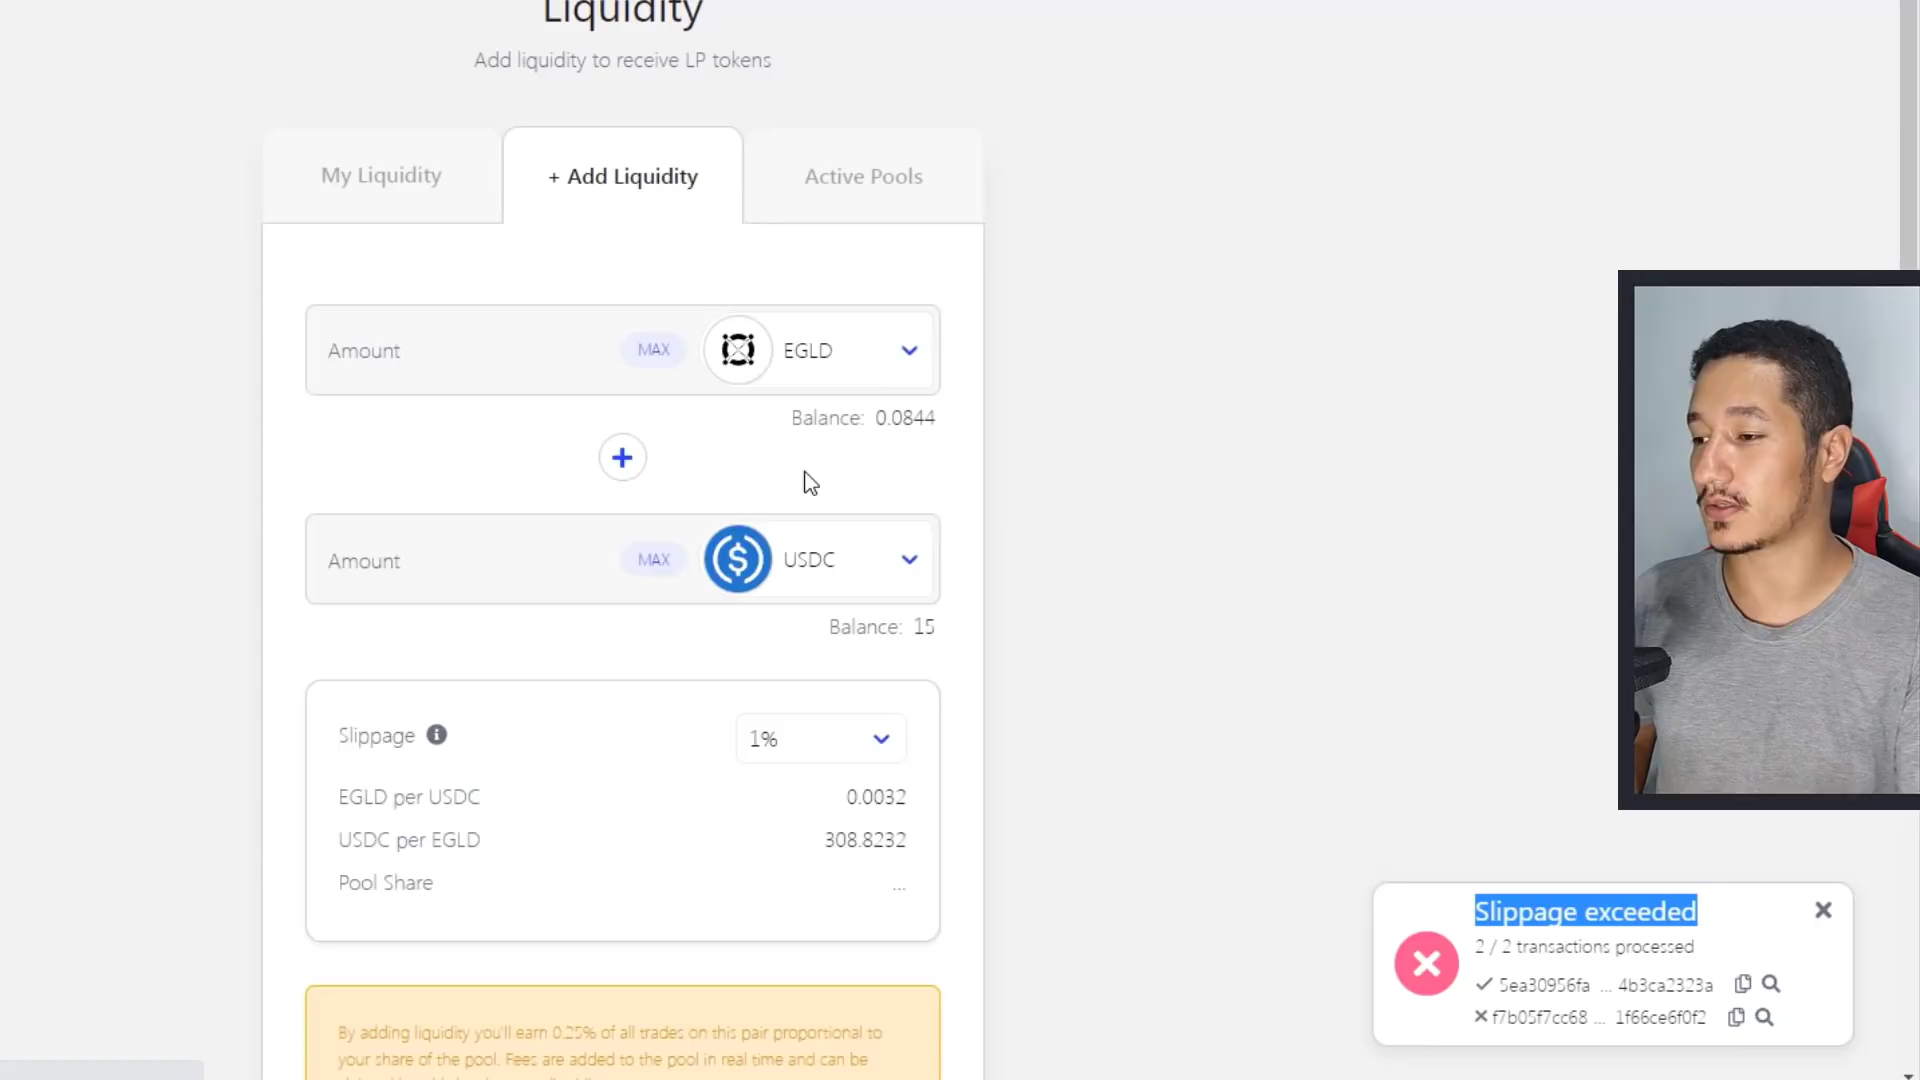 Liquidity
Add liquidity to receive LP tokens
My Liquidity
+ Add Liquidity
Active Pools
Amount
MAX
EGLD
Balance: 0.0844
Amount
MAX
USDC
Balance: 15
Slippage
1%
EGLD per USDC
0.0032
USDC per EGLD
308.8232
Pool Share
...
By adding liquidity you'll earn 0.25% of all trades on this pair proportional to
your share of the pool. Fees are added to the pool in real time and can be
Slippage exceeded
2 / 2 transactions processed
5ea30956fa ... 4b3ca2323a
f7b05f7cc68 ... 1f66ce6f0f2